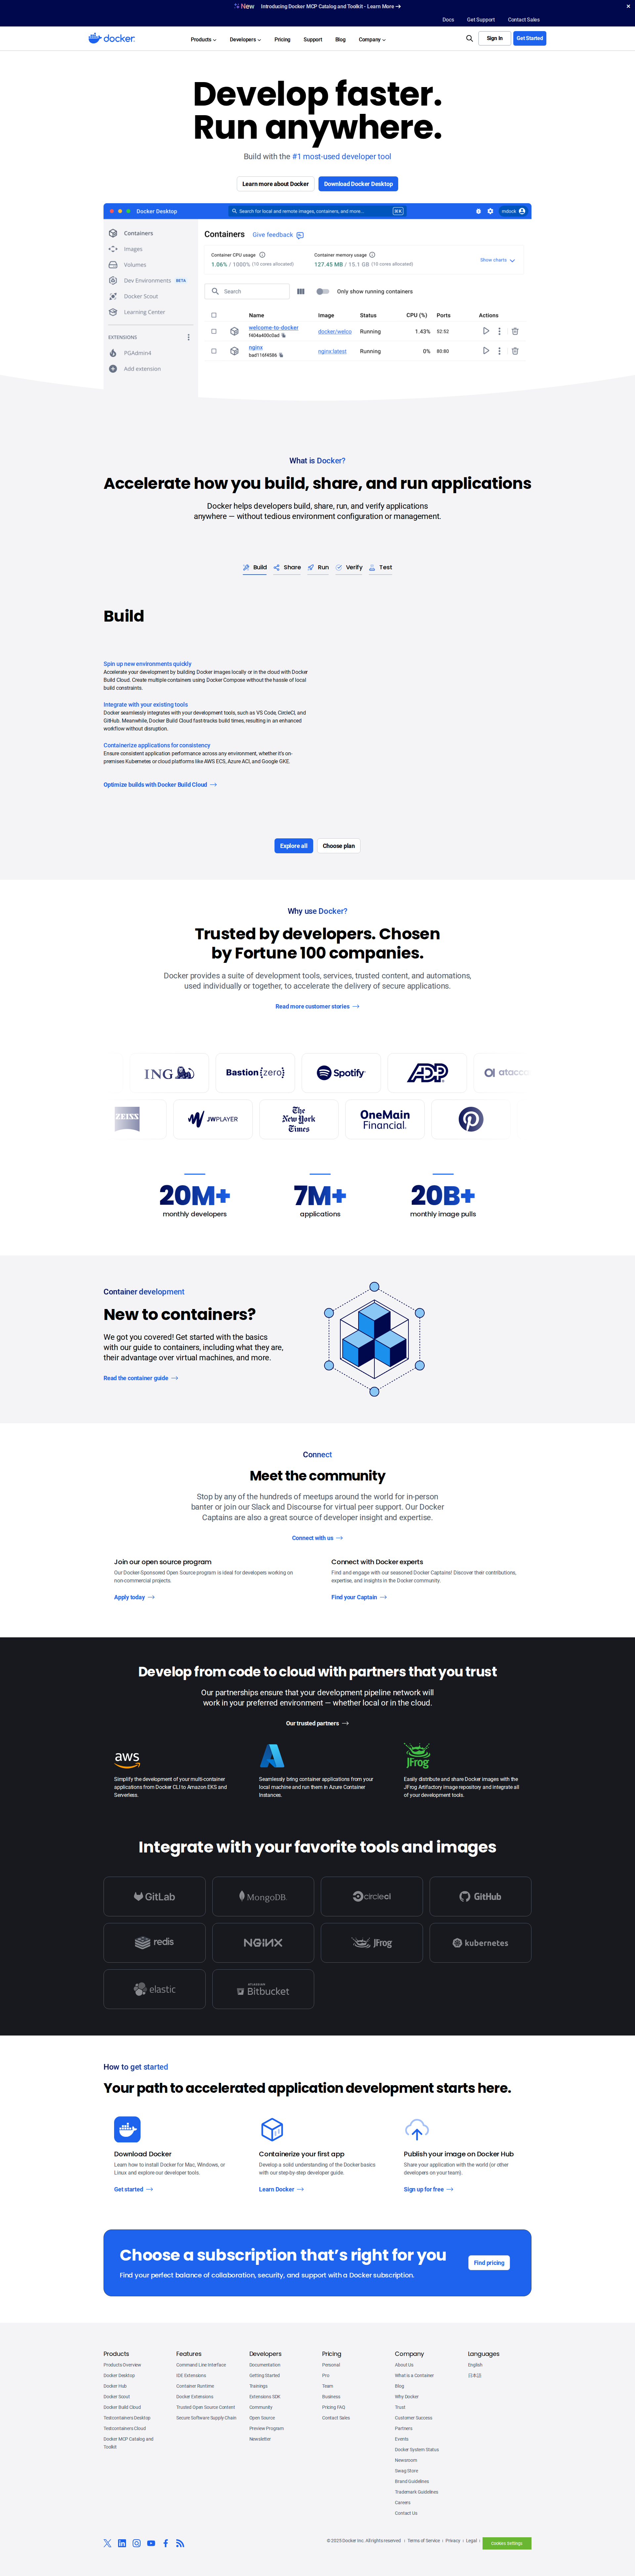 New Introducing Docker MCP Catalog and Toolkit - Learn More
Docs Get Support Contact Sales
docker
Products Developers Pricing Support Blog Company
Sign In Get Started
Develop faster.
Run anywhere.
Build with the #1 most-used developer tool
Learn more about Docker Download Docker Desktop
Docker Desktop Search for local and remote images, containers, and more... ⌘K mdock
Containers
Images
Volumes
Dev Environments BETA
Docker Scout
Learning Center
EXTENSIONS
PGAdmin4
Add extension
Containers Give feedback
Container CPU usage
1.06% / 1000% (10 cores allocated)
Container memory usage
127.45 MB / 15.1 GB (10 cores allocated)
Show charts
Search Only show running containers
Name Image Status CPU (%) Ports Actions
welcome-to-docker docker/welco Running 1.43% 52:52
f604a400c0ad
nginx nginx:latest Running 0% 80:80
bad116f4586
What is Docker?
Accelerate how you build, share, and run applications
Docker helps developers build, share, run, and verify applications
anywhere — without tedious environment configuration or management.
Build Share Run Verify Test
Build
Spin up new environments quickly
Accelerate your development by building Docker images locally or in the cloud with Docker
Build Cloud. Create multiple containers using Docker Compose without the hassle of local
build constraints.
Integrate with your existing tools
Docker seamlessly integrates with your development tools, such as VS Code, CircleCI, and
GitHub. Meanwhile, Docker Build Cloud fast-tracks build times, resulting in an enhanced
workflow without disruption.
Containerize applications for consistency
Ensure consistent application performance across any environment, whether it's on-
premises Kubernetes or cloud platforms like AWS ECS, Azure ACI, and Google GKE.
Optimize builds with Docker Build Cloud
Explore all Choose plan
Why use Docker?
Trusted by developers. Chosen
by Fortune 100 companies.
Docker provides a suite of development tools, services, trusted content, and automations,
used individually or together, to accelerate the delivery of secure applications.
Read more customer stories
ING Bastion{zero} Spotify ADP
ZEISS JWPLAYER The New York Times OneMain Financial.
20M+ 7M+ 20B+
monthly developers applications monthly image pulls
Container development
New to containers?
We got you covered! Get started with the basics
with our guide to containers, including what they are,
their advantage over virtual machines, and more.
Read the container guide
Connect
Meet the community
Stop by any of the hundreds of meetups around the world for in-person
banter or join our Slack and Discourse for virtual peer support. Our Docker
Captains are also a great source of developer insight and expertise.
Connect with us
Join our open source program
Our Docker-Sponsored Open Source program is ideal for developers working on
non-commercial projects.
Apply today
Connect with Docker experts
Find and engage with our seasoned Docker Captains! Discover their contributions,
expertise, and insights to the Docker community.
Find your Captain
Develop from code to cloud with partners that you trust
Our partnerships ensure that your development pipeline network will
work in your preferred environment — whether local or in the cloud.
Our trusted partners
aws
Simplify the development of your multi-container
applications from Docker CLI to Amazon EKS and
Serverless.
Seamlessly bring container applications from your
local machine and run them in Azure Container
Instances.
JFrog
Easily distribute and share Docker images with the
JFrog Artifactory image repository and integrate all
of your development tools.
Integrate with your favorite tools and images
GitLab MongoDB. circleci GitHub
redis NGINX JFrog kubernetes
elastic ATLASSIAN Bitbucket
How to get started
Your path to accelerated application development starts here.
Download Docker
Learn how to install Docker for Mac, Windows, or
Linux and explore our developer tools.
Get started
Containerize your first app
Develop a solid understanding of the Docker basics
with our step-by-step developer guide.
Learn Docker
Publish your image on Docker Hub
Share your application with the world (or other
developers on your team).
Sign up for free
Choose a subscription that's right for you
Find your perfect balance of collaboration, security, and support with a Docker subscription.
Find pricing
Products
Products Overview
Docker Desktop
Docker Hub
Docker Scout
Docker Build Cloud
Testcontainers Desktop
Testcontainers Cloud
Docker MCP Catalog and
Toolkit
Features
Command Line Interface
IDE Extensions
Container Runtime
Docker Extensions
Trusted Open Source Content
Secure Software Supply Chain
Developers
Documentation
Getting Started
Trainings
Extensions SDK
Community
Open Source
Preview Program
Newsletter
Pricing
Personal
Pro
Team
Business
Pricing FAQ
Contact Sales
Company
About Us
What is a Container
Blog
Why Docker
Trust
Customer Success
Partners
Events
Docker System Status
Newsroom
Swag Store
Brand Guidelines
Trademark Guidelines
Careers
Contact Us
Languages
English
日本語
© 2025 Docker Inc. All rights reserved | Terms of Service | Privacy | Legal | Cookies Settings